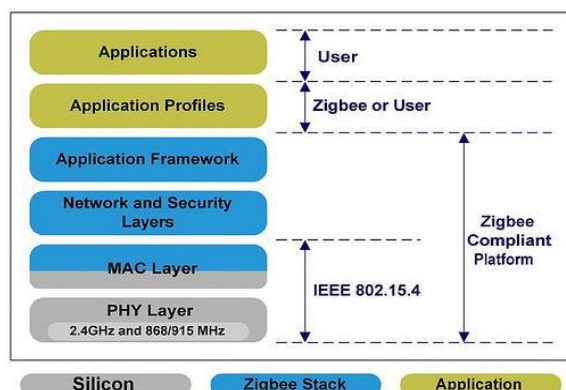 Applications
User
Application Profiles
Zigbee or User
Application Framework
Network and Security
Layers
Zigbee
Compliant
Platform
MAC Layer
IEEE 802.15.4
PHY Layer
2.4GHz and 868/915 MHz
Silicon
Zigbee Stack
Application